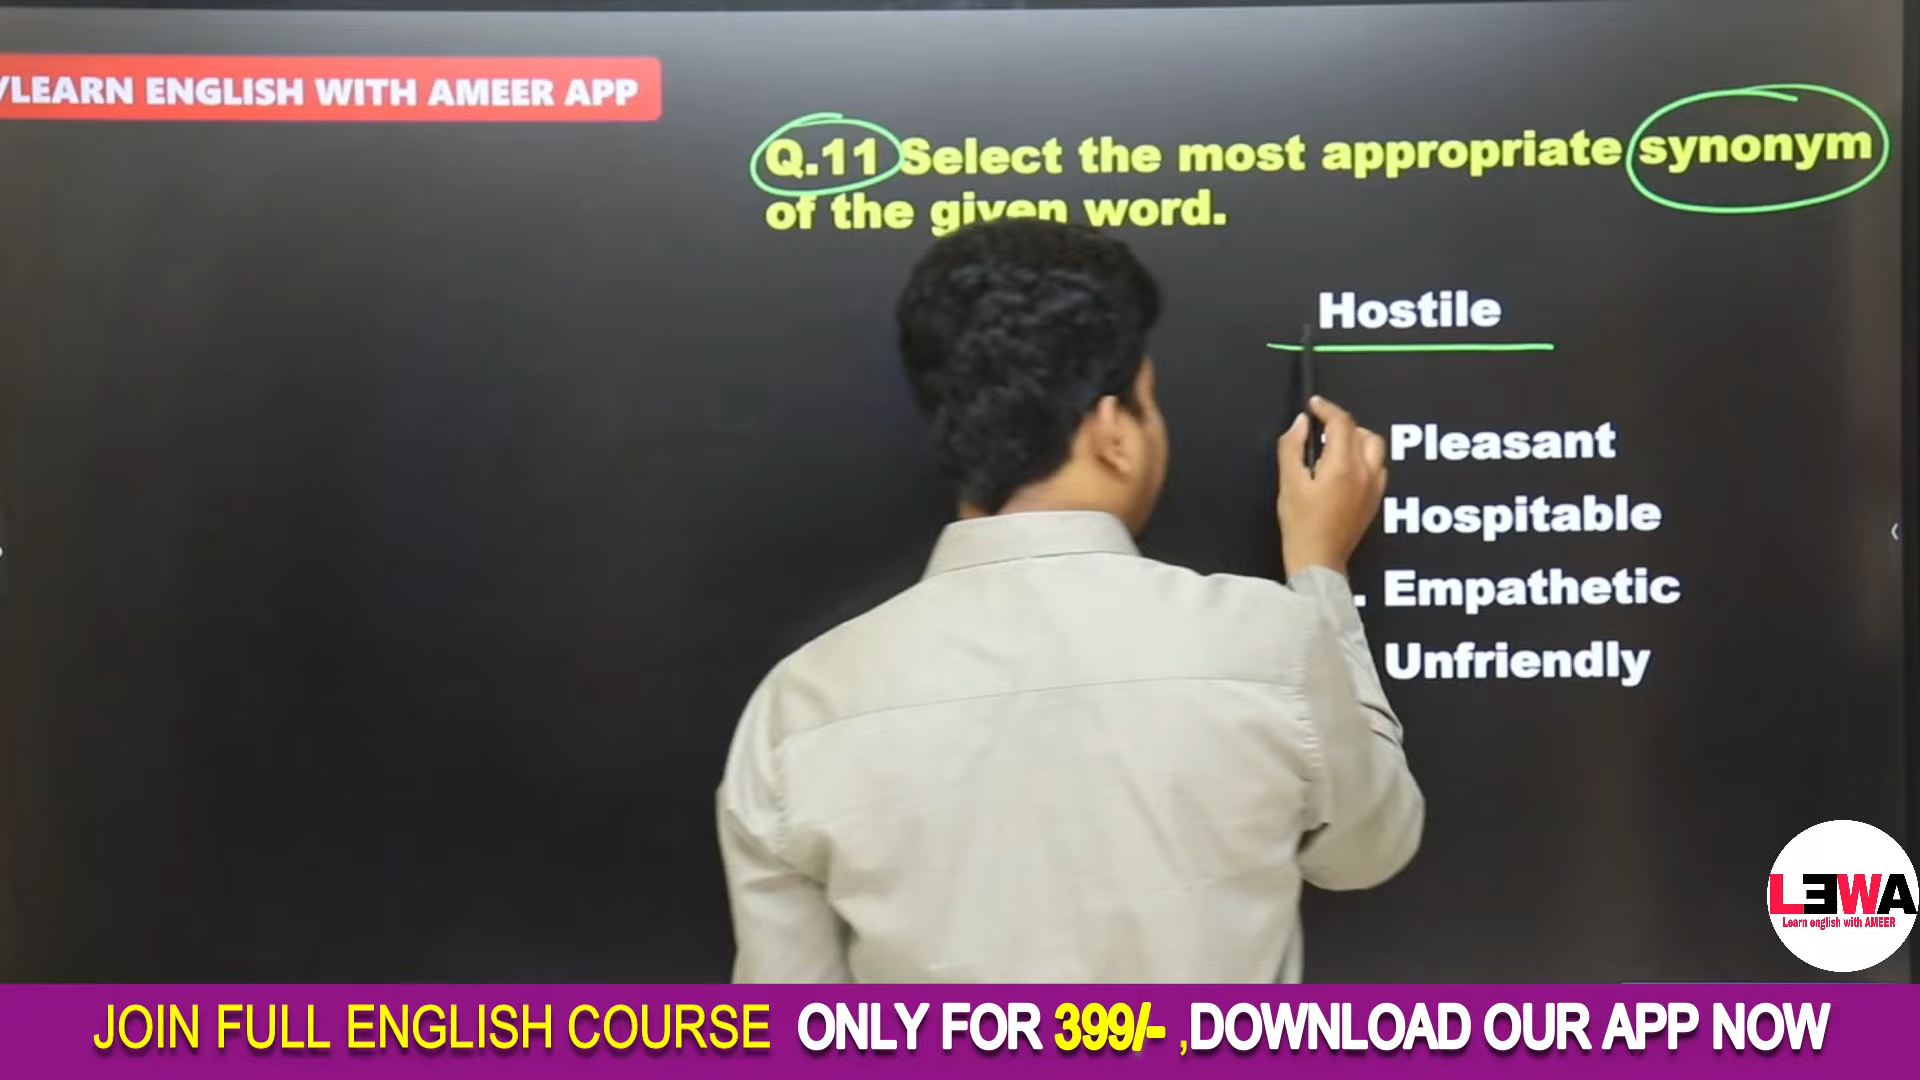 /LEARN ENGLISH WITH AMEER APP
Q.11 Select the most appropriate synonym
of the given word.
Hostile
Pleasant
Hospitable
. Empathetic
Unfriendly
LEWA
Learn english with AMEER
JOIN FULL ENGLISH COURSE ONLY FOR 399/- ,DOWNLOAD OUR APP NOW